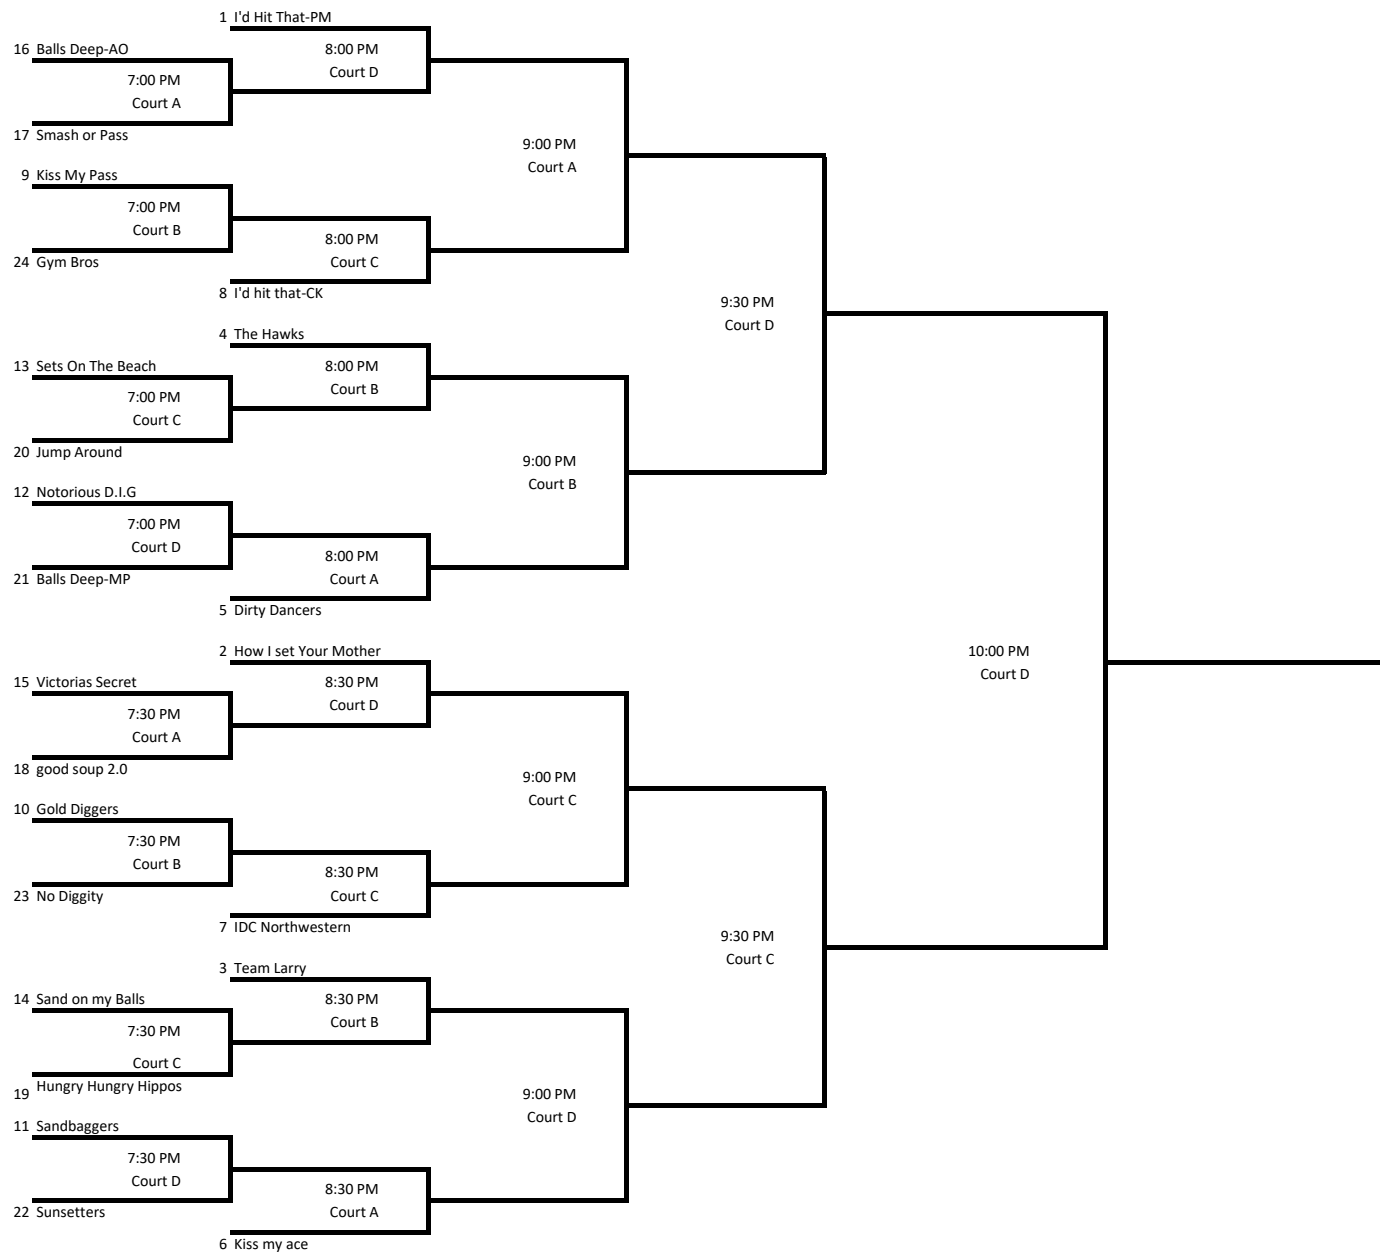 1 I'd Hit That-PM
16 Balls Deep-AO
8:00 PM
Court D
7:00 PM
Court A
17 Smash or Pass
9:00 PM
Court A
9 Kiss My Pass
7:00 PM
Court B
8:00 PM
Court C
24 Gym Bros
8 I'd hit that-CK
9:30 PM
Court D
4 The Hawks
13 Sets On The Beach
8:00 PM
Court B
7:00 PM
Court C
20 Jump Around
9:00 PM
Court B
12 Notorious D.I.G
7:00 PM
Court D
8:00 PM
Court A
21 Balls Deep-MP
5 Dirty Dancers
2 How I set Your Mother
10:00 PM
Court D
15 Victorias Secret
8:30 PM
Court D
7:30 PM
Court A
18 good soup 2.0
9:00 PM
Court C
10 Gold Diggers
7:30 PM
Court B
8:30 PM
Court C
23 No Diggity
7 IDC Northwestern
9:30 PM
Court C
3 Team Larry
14 Sand on my Balls
8:30 PM
Court B
7:30 PM
Court C
19 Hungry Hungry Hippos
9:00 PM
Court D
11 Sandbaggers
7:30 PM
Court D
8:30 PM
Court A
22 Sunsetters
6 Kiss my ace